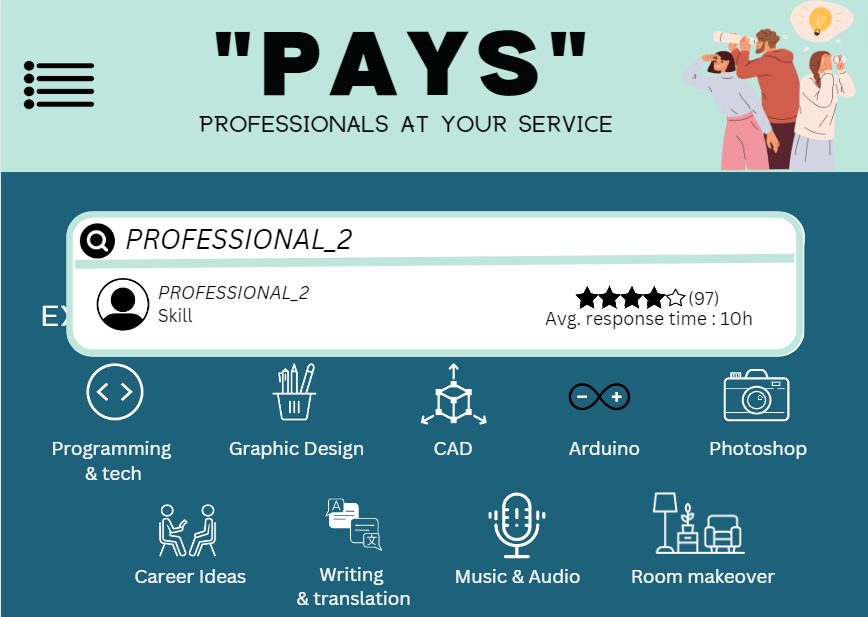 "PAYS"
PROFESSIONALS AT YOUR SERVICE
PROFESSIONAL_2
PROFESSIONAL_2
Skill
(97)
Avg. response time : 10h
Programming
& tech
Graphic Design
CAD
Arduino
Photoshop
A
文
Career Ideas
Writing
& translation
Music & Audio
Room makeover